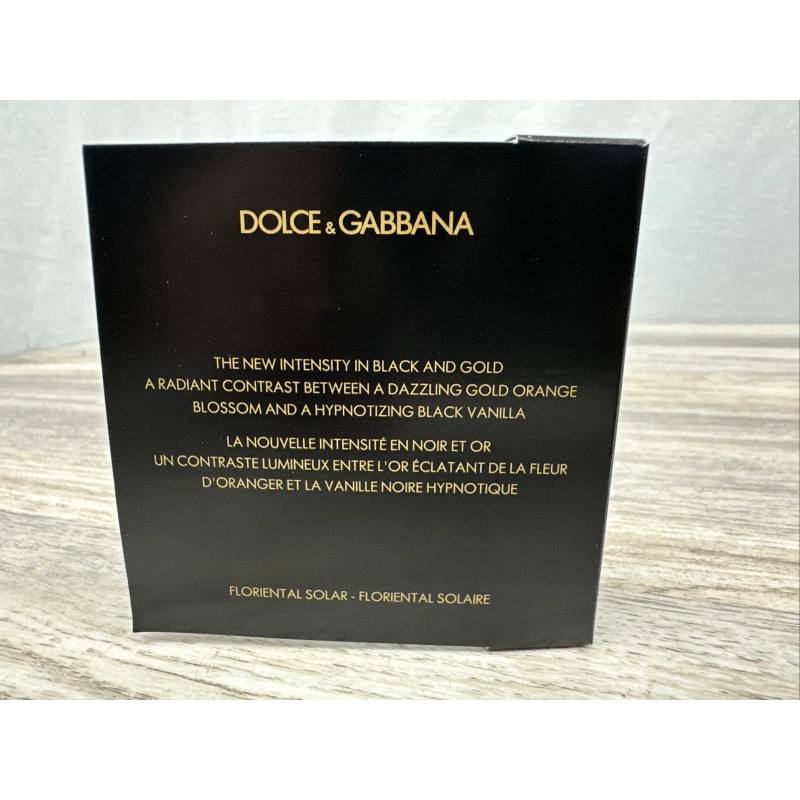 DOLCE & GABBANA
THE NEW INTENSITY IN BLACK AND GOLD
A RADIANT CONTRAST BETWEEN A DAZZLING GOLD ORANGE
BLOSSOM AND A HYPNOTIZING BLACK VANILLA
LA NOUVELLE INTENSITÉ EN NOIR ET OR
UN CONTRASTE LUMINEUX ENTRE L'OR ÉCLATANT DE LA FLEUR
D'ORANGER ET LA VANILLE NOIRE HYPNOTIQUE
FLORIENTAL SOLAR - FLORIENTAL SOLAIRE